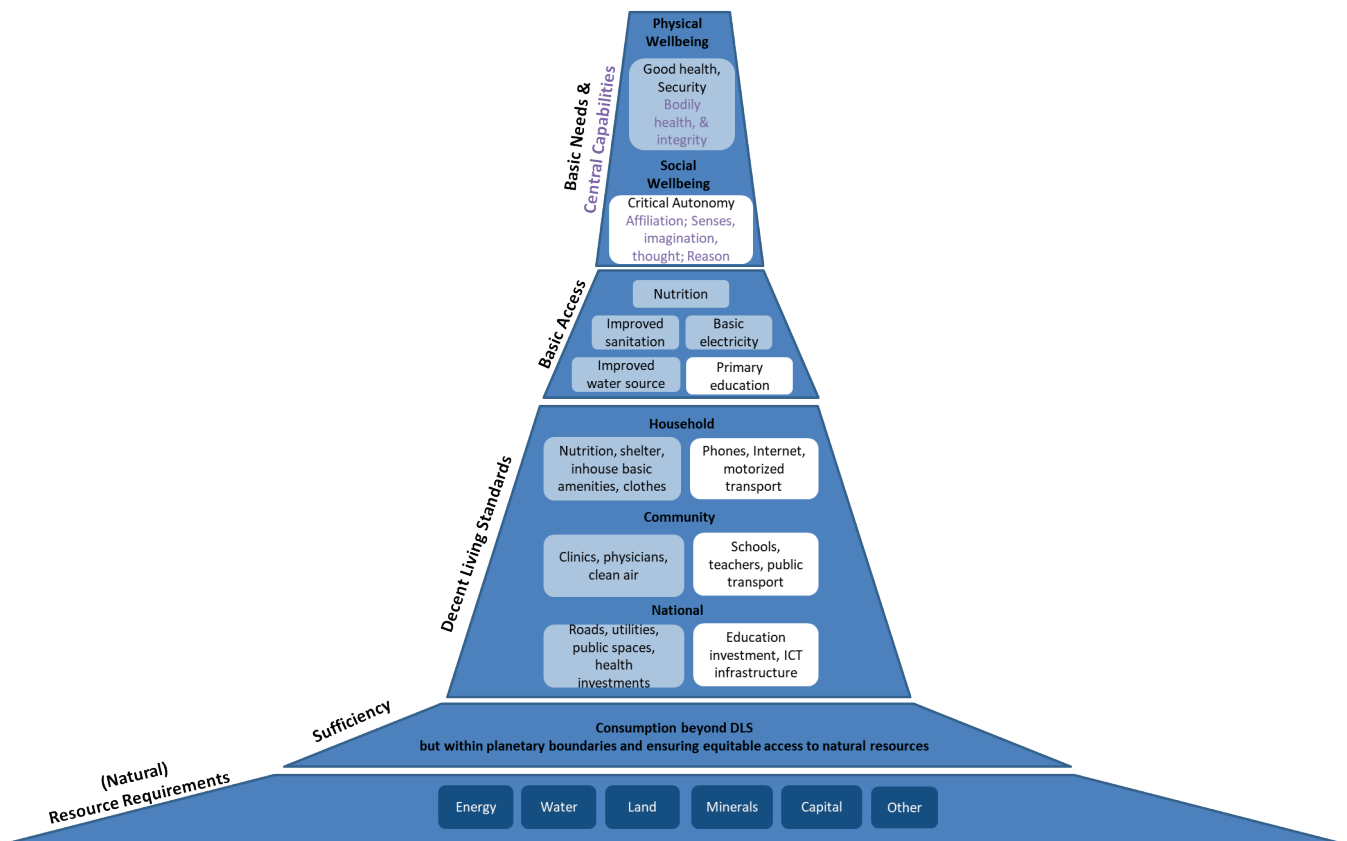 Physical
Wellbeing
Basic Needs &
Central Capabilities
Good health,
Security
Bodily
health, &
integrity
Social
Wellbeing
Critical Autonomy
Affiliation; Senses,
imagination,
thought; Reason
Basic Access
Nutrition
Improved
sanitation
Basic
electricity
Improved
water source
Primary
education
Decent Living Standards
Household
Nutrition, shelter,
inhouse basic
amenities, clothes
Phones, Internet,
motorized
transport
Community
Clinics, physicians,
clean air
Schools,
teachers, public
transport
National
Roads, utilities,
public spaces,
health
investments
Education
investment, ICT
infrastructure
Sufficiency
Consumption beyond DLS
but within planetary boundaries and ensuring equitable access to natural resources
(Natural)
Resource Requirements
Energy
Water
Land
Minerals
Capital
Other